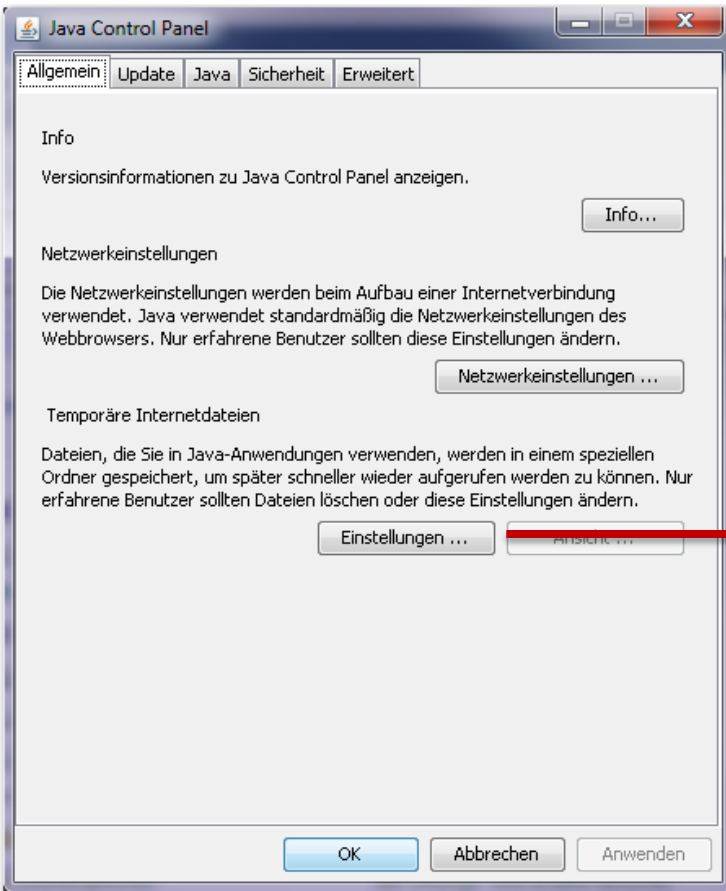 Java Control Panel
Allgemein Update Java Sicherheit Erweitert
Info
Versionsinformationen zu Java Control Panel anzeigen.
Info...
Netzwerkeinstellungen
Die Netzwerkeinstellungen werden beim Aufbau einer Internetverbindung
verwendet. Java verwendet standardmäßig die Netzwerkeinstellungen des
Webbrowsers. Nur erfahrene Benutzer sollten diese Einstellungen ändern.
Netzwerkeinstellungen ...
Temporäre Internetdateien
Dateien, die Sie in Java-Anwendungen verwenden, werden in einem speziellen
Ordner gespeichert, um später schneller wieder aufgerufen werden zu können. Nur
erfahrene Benutzer sollten Dateien löschen oder diese Einstellungen ändern.
Einstellungen ... Ansicht ...
OK Abbrechen Anwenden